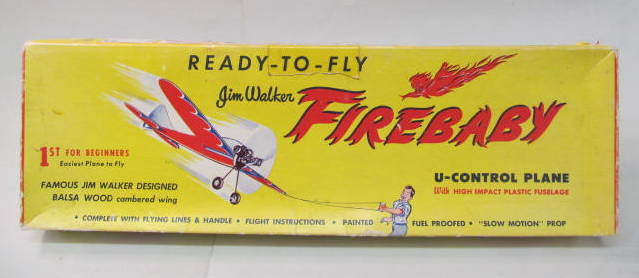 READY-TO-FLY
Jim Walker
FIREBABY
1ST FOR BEGINNERS
Easiest Plane to Fly
FAMOUS JIM WALKER DESIGNED
BALSA WOOD cambered wing
U-CONTROL PLANE
With HIGH IMPACT PLASTIC FUSELAGE
• COMPLETE WITH FLYING LINES & HANDLE • FLIGHT INSTRUCTIONS • PAINTED FUEL PROOFED • "SLOW MOTION" PROP